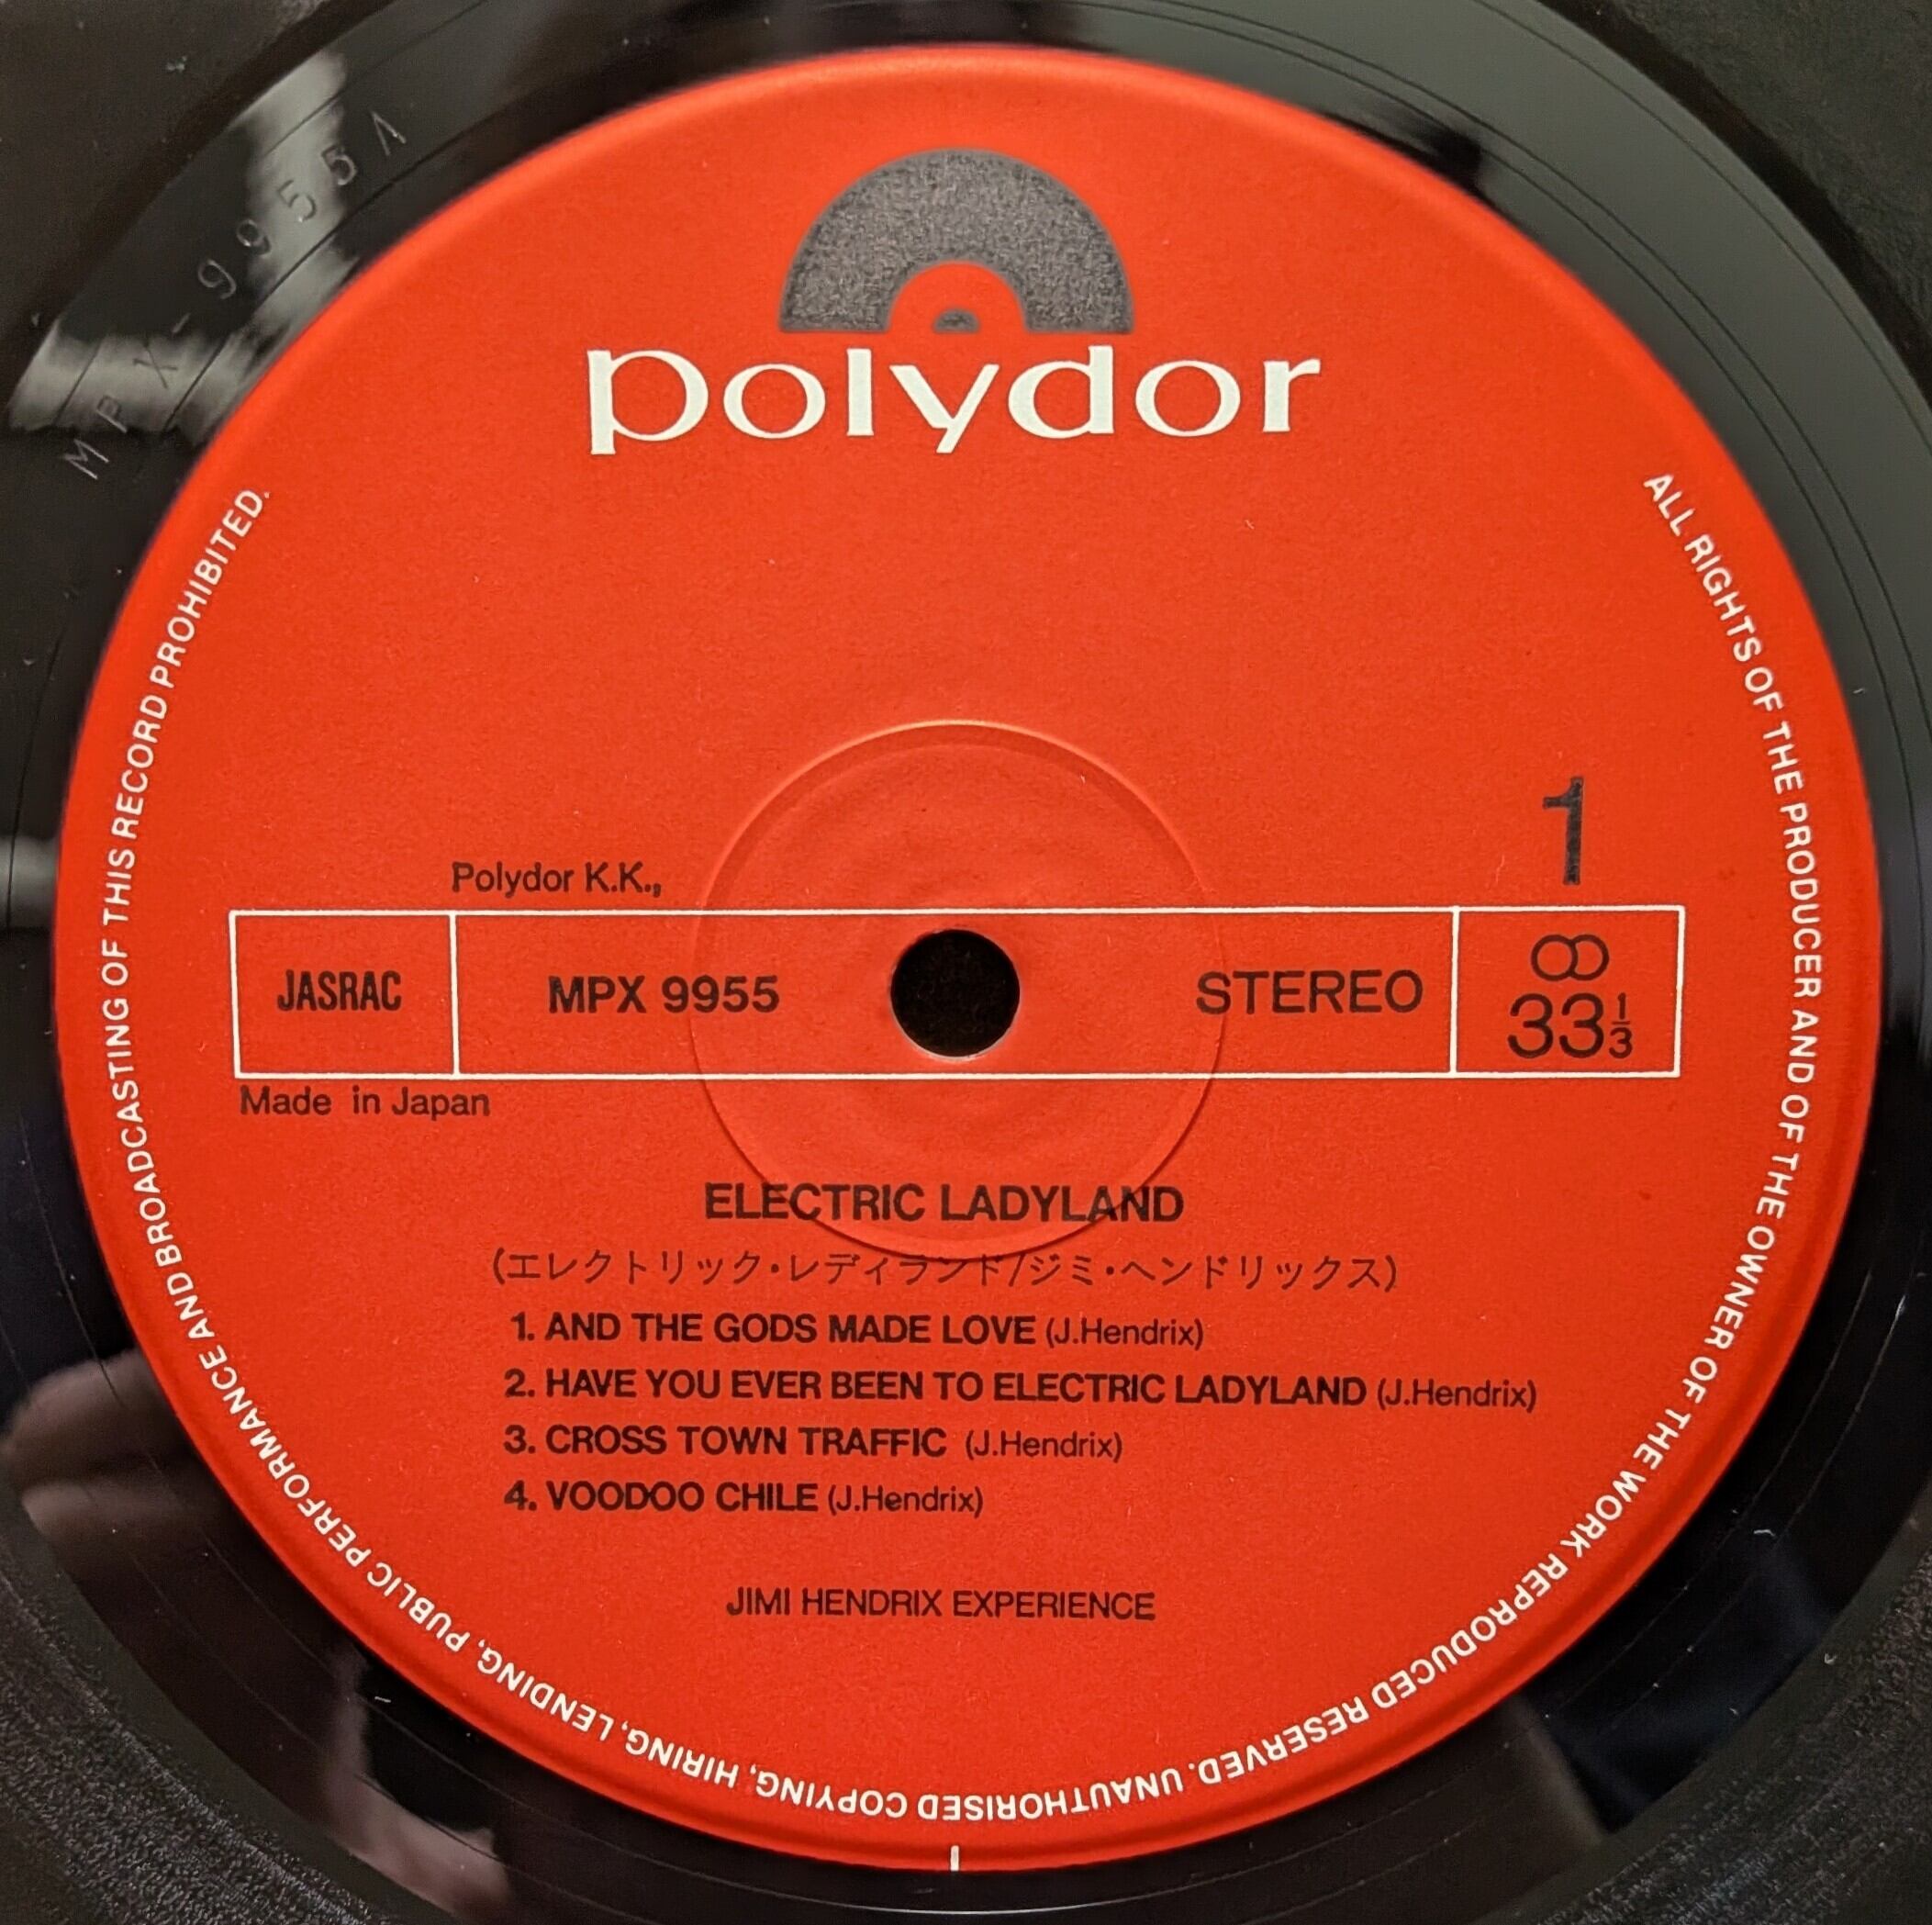 MPX-9955A
polydor
ALL RIGHTS OF THE PRODUCER AND OF THE OWNER OF THE WORK REPRODUCED RESERVED. UNAUTHORISED COPYING, HIRING, LENDING, PUBLIC PERFORMANCE AND BROADCASTING OF THIS RECORD PROHIBITED.
1
Polydor K.K.,
JASRAC MPX 9955 STEREO ꝏ 33⅓
Made in Japan
ELECTRIC LADYLAND
(エレクトリック・レディランド/ジミ・ヘンドリックス)
1. AND THE GODS MADE LOVE (J.Hendrix)
2. HAVE YOU EVER BEEN TO ELECTRIC LADYLAND (J.Hendrix)
3. CROSS TOWN TRAFFIC (J.Hendrix)
4. VOODOO CHILE (J.Hendrix)
JIMI HENDRIX EXPERIENCE